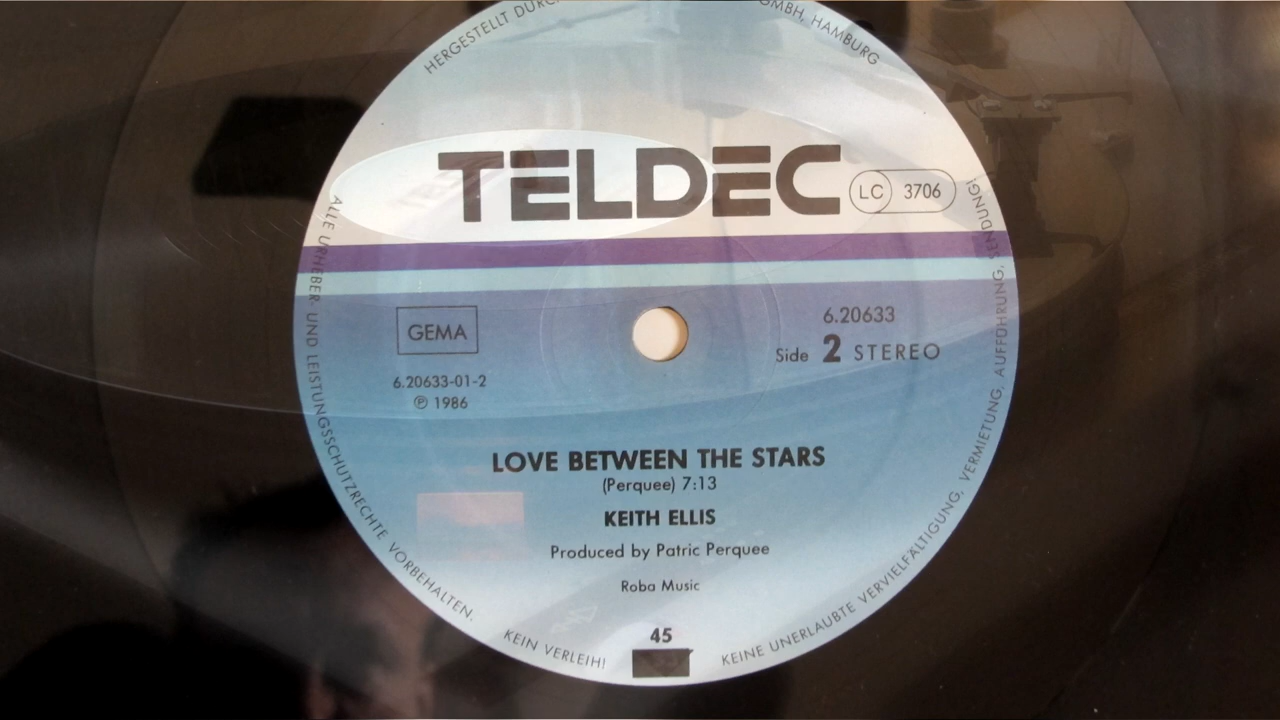 HERGESTELLT DURCH
GMBH, HAMBURG
TELDEC
LC 3706
ALLE URHEBER- UND LEISTUNGSSCHUTZRECHTE VORBEHALTEN.
KEIN VERLEIH!
KEINE UNERLAUBTE VERVIELFÄLTIGUNG, VERMIETUNG, AUFFÜHRUNG, SENDUNG!
GEMA
6.20633
Side 2 STEREO
6.20633-01-2
℗ 1986
LOVE BETWEEN THE STARS
(Perquee) 7:13
KEITH ELLIS
Produced by Patric Perquee
Roba Music
45